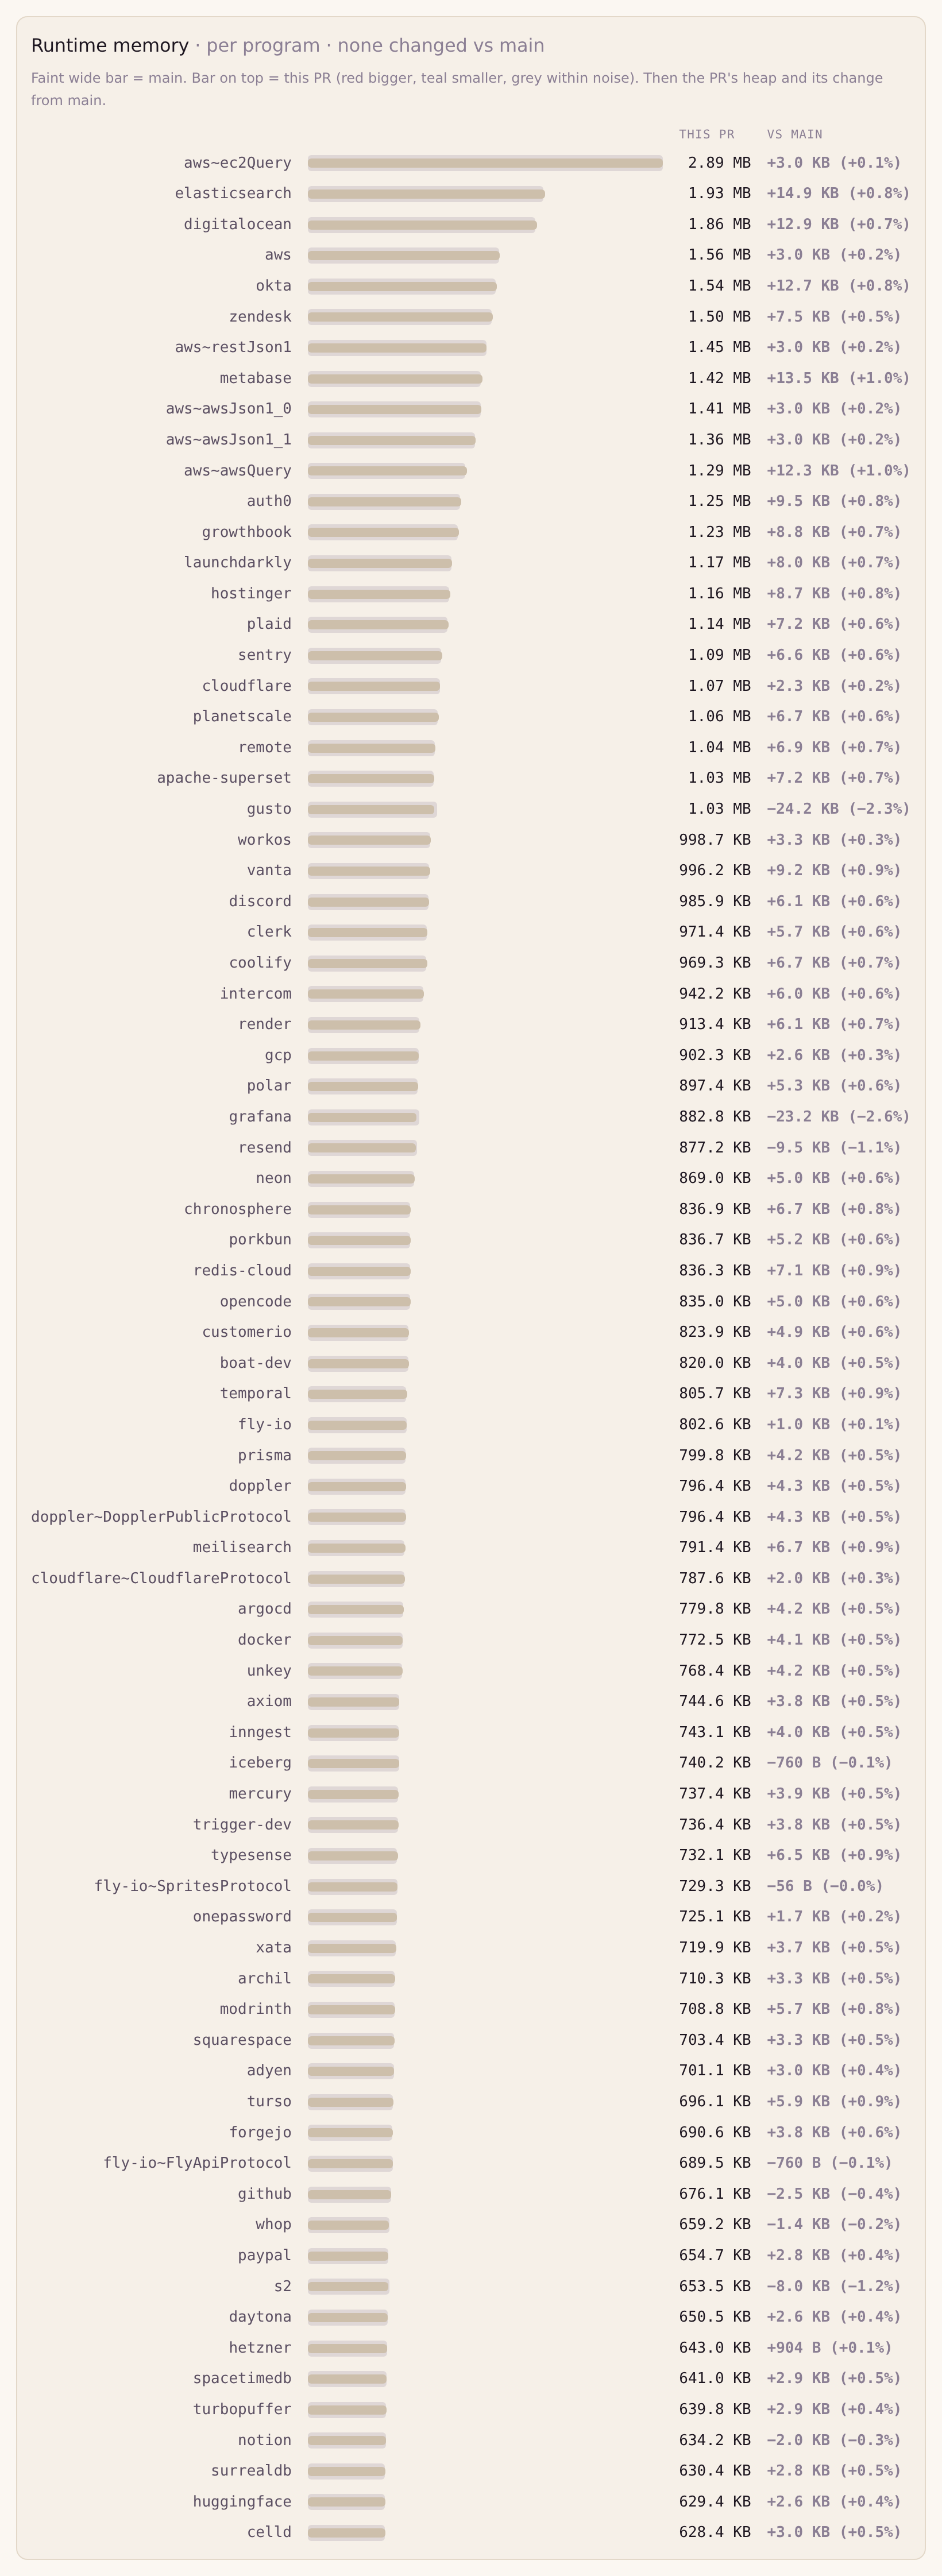 Runtime memory · per program · none changed vs main
Faint wide bar = main. Bar on top = this PR (red bigger, teal smaller, grey within noise). Then the PR's heap and its change
from main.
THIS PR VS MAIN
aws~ec2Query 2.89 MB +3.0 KB (+0.1%)
elasticsearch 1.93 MB +14.9 KB (+0.8%)
digitalocean 1.86 MB +12.9 KB (+0.7%)
aws 1.56 MB +3.0 KB (+0.2%)
okta 1.54 MB +12.7 KB (+0.8%)
zendesk 1.50 MB +7.5 KB (+0.5%)
aws~restJson1 1.45 MB +3.0 KB (+0.2%)
metabase 1.42 MB +13.5 KB (+1.0%)
aws~awsJson1_0 1.41 MB +3.0 KB (+0.2%)
aws~awsJson1_1 1.36 MB +3.0 KB (+0.2%)
aws~awsQuery 1.29 MB +12.3 KB (+1.0%)
auth0 1.25 MB +9.5 KB (+0.8%)
growthbook 1.23 MB +8.8 KB (+0.7%)
launchdarkly 1.17 MB +8.0 KB (+0.7%)
hostinger 1.16 MB +8.7 KB (+0.8%)
plaid 1.14 MB +7.2 KB (+0.6%)
sentry 1.09 MB +6.6 KB (+0.6%)
cloudflare 1.07 MB +2.3 KB (+0.2%)
planetscale 1.06 MB +6.7 KB (+0.6%)
remote 1.04 MB +6.9 KB (+0.7%)
apache-superset 1.03 MB +7.2 KB (+0.7%)
gusto 1.03 MB −24.2 KB (−2.3%)
workos 998.7 KB +3.3 KB (+0.3%)
vanta 996.2 KB +9.2 KB (+0.9%)
discord 985.9 KB +6.1 KB (+0.6%)
clerk 971.4 KB +5.7 KB (+0.6%)
coolify 969.3 KB +6.7 KB (+0.7%)
intercom 942.2 KB +6.0 KB (+0.6%)
render 913.4 KB +6.1 KB (+0.7%)
gcp 902.3 KB +2.6 KB (+0.3%)
polar 897.4 KB +5.3 KB (+0.6%)
grafana 882.8 KB −23.2 KB (−2.6%)
resend 877.2 KB −9.5 KB (−1.1%)
neon 869.0 KB +5.0 KB (+0.6%)
chronosphere 836.9 KB +6.7 KB (+0.8%)
porkbun 836.7 KB +5.2 KB (+0.6%)
redis-cloud 836.3 KB +7.1 KB (+0.9%)
opencode 835.0 KB +5.0 KB (+0.6%)
customerio 823.9 KB +4.9 KB (+0.6%)
boat-dev 820.0 KB +4.0 KB (+0.5%)
temporal 805.7 KB +7.3 KB (+0.9%)
fly-io 802.6 KB +1.0 KB (+0.1%)
prisma 799.8 KB +4.2 KB (+0.5%)
doppler 796.4 KB +4.3 KB (+0.5%)
doppler~DopplerPublicProtocol 796.4 KB +4.3 KB (+0.5%)
meilisearch 791.4 KB +6.7 KB (+0.9%)
cloudflare~CloudflareProtocol 787.6 KB +2.0 KB (+0.3%)
argocd 779.8 KB +4.2 KB (+0.5%)
docker 772.5 KB +4.1 KB (+0.5%)
unkey 768.4 KB +4.2 KB (+0.5%)
axiom 744.6 KB +3.8 KB (+0.5%)
inngest 743.1 KB +4.0 KB (+0.5%)
iceberg 740.2 KB −760 B (−0.1%)
mercury 737.4 KB +3.9 KB (+0.5%)
trigger-dev 736.4 KB +3.8 KB (+0.5%)
typesense 732.1 KB +6.5 KB (+0.9%)
fly-io~SpritesProtocol 729.3 KB −56 B (−0.0%)
onepassword 725.1 KB +1.7 KB (+0.2%)
xata 719.9 KB +3.7 KB (+0.5%)
archil 710.3 KB +3.3 KB (+0.5%)
modrinth 708.8 KB +5.7 KB (+0.8%)
squarespace 703.4 KB +3.3 KB (+0.5%)
adyen 701.1 KB +3.0 KB (+0.4%)
turso 696.1 KB +5.9 KB (+0.9%)
forgejo 690.6 KB +3.8 KB (+0.6%)
fly-io~FlyApiProtocol 689.5 KB −760 B (−0.1%)
github 676.1 KB −2.5 KB (−0.4%)
whop 659.2 KB −1.4 KB (−0.2%)
paypal 654.7 KB +2.8 KB (+0.4%)
s2 653.5 KB −8.0 KB (−1.2%)
daytona 650.5 KB +2.6 KB (+0.4%)
hetzner 643.0 KB +904 B (+0.1%)
spacetimedb 641.0 KB +2.9 KB (+0.5%)
turbopuffer 639.8 KB +2.9 KB (+0.4%)
notion 634.2 KB −2.0 KB (−0.3%)
surrealdb 630.4 KB +2.8 KB (+0.5%)
huggingface 629.4 KB +2.6 KB (+0.4%)
celld 628.4 KB +3.0 KB (+0.5%)